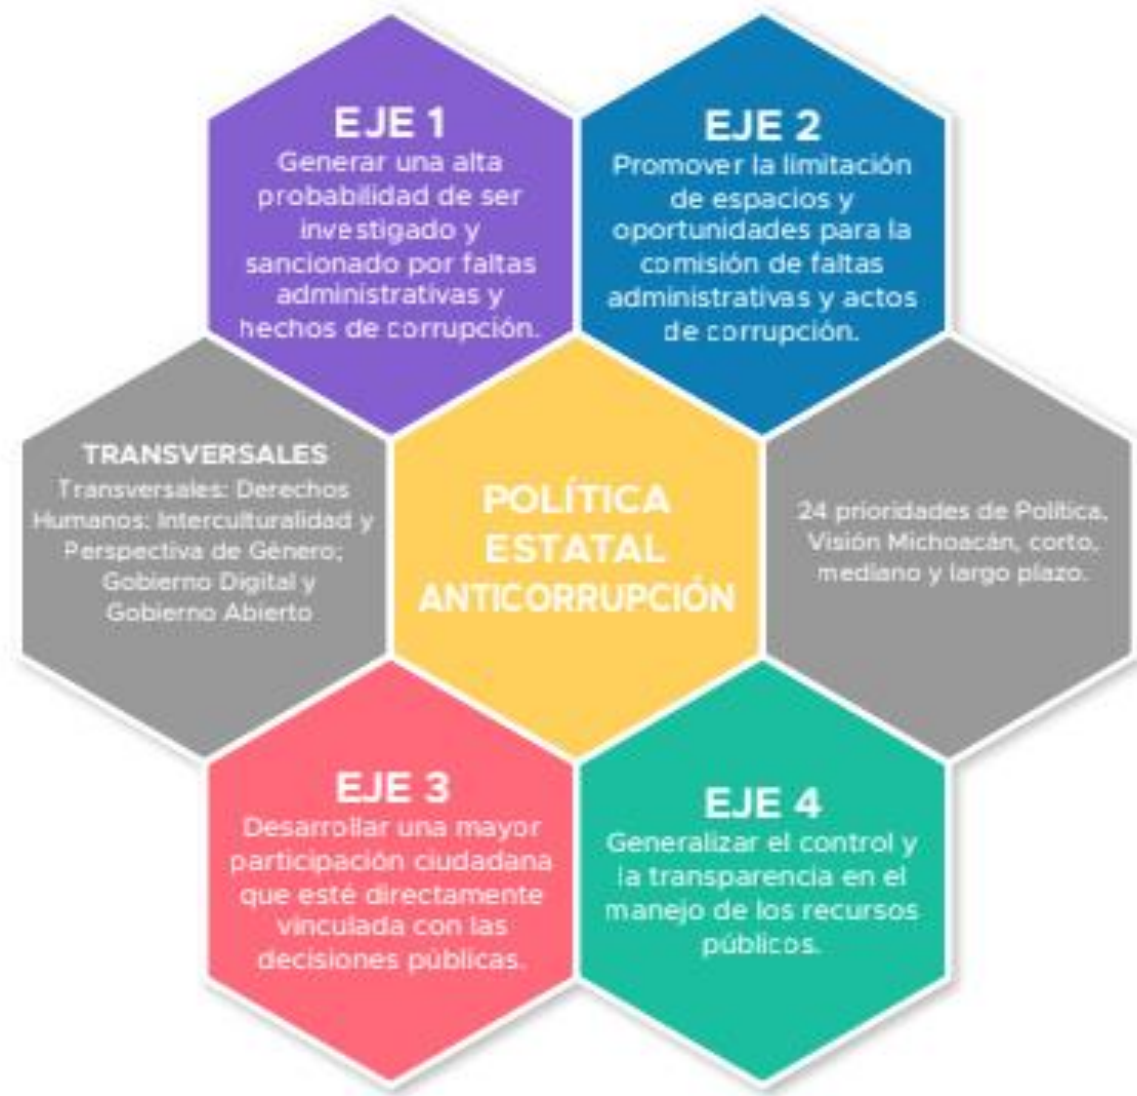 EJE 1
Generar una alta
probabilidad de ser
investigado y
sancionado por faltas
administrativas y
hechos de corrupción.
EJE 2
Promover la limitación
de espacios y
oportunidades para la
comisión de faltas
administrativas y actos
de corrupción.
TRANSVERSALES
Transversales: Derechos
Humanos; Interculturalidad y
Perspectiva de Género;
Gobierno Digital y
Gobierno Abierto
POLÍTICA
ESTATAL
ANTICORRUPCIÓN
24 prioridades de Política,
Visión Michoacán, corto,
mediano y largo plazo.
EJE 3
Desarrollar una mayor
participación ciudadana
que esté directamente
vinculada con las
decisiones públicas.
EJE 4
Generalizar el control y
la transparencia en el
manejo de los recursos
públicos.